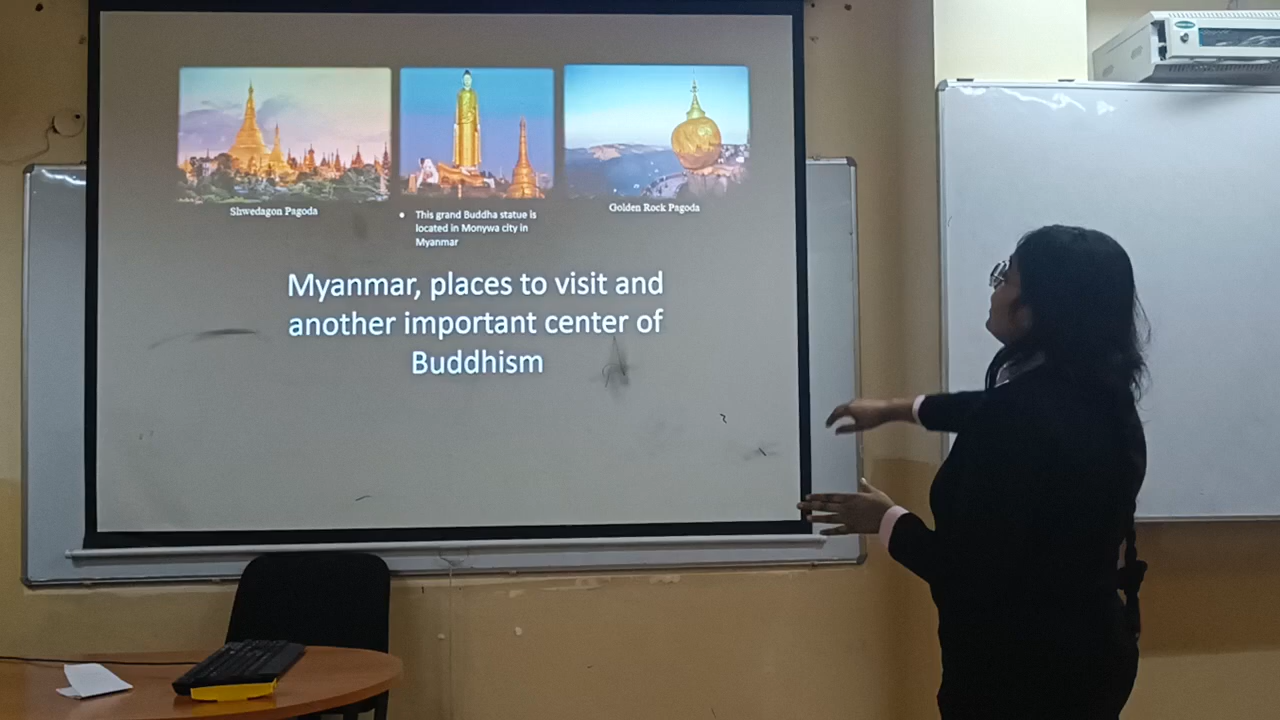 Shwedagon Pagoda
• This grand Buddha statue is
located in Monywa city in
Myanmar
Golden Rock Pagoda
Myanmar, places to visit and
another important center of
Buddhism